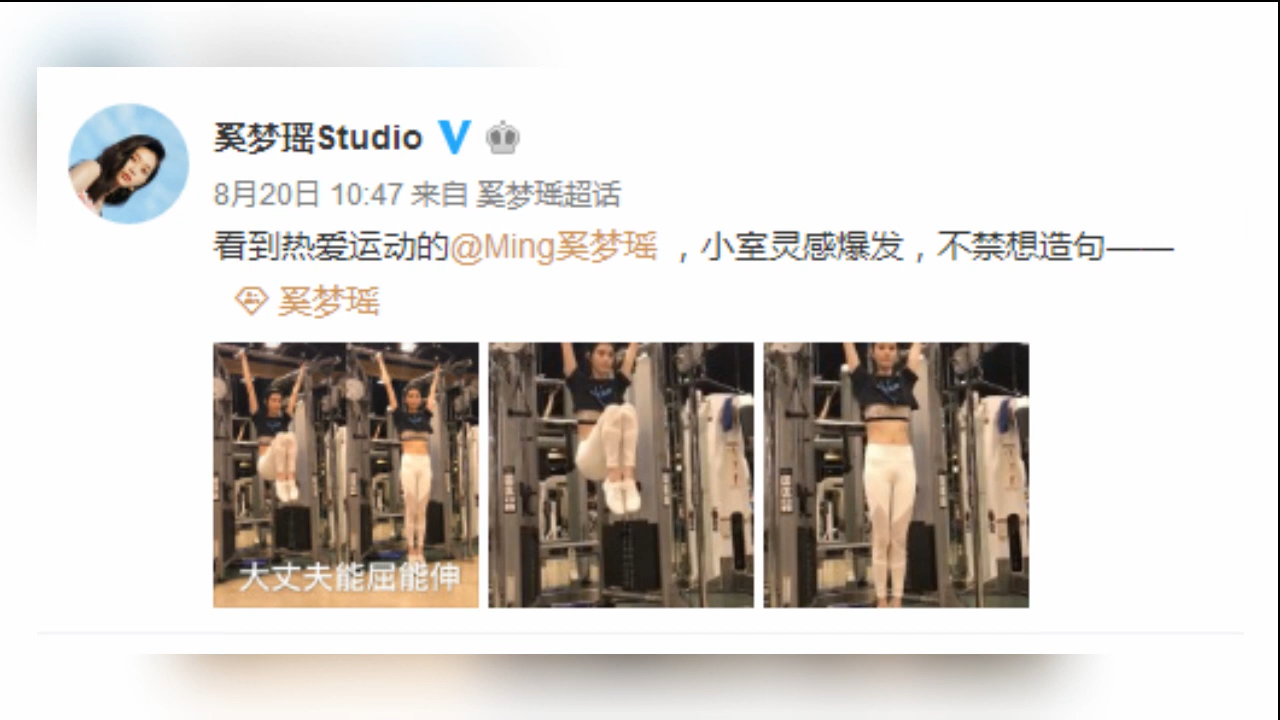 奚梦瑶Studio
8月20日 10:47 来自 奚梦瑶超话
看到热爱运动的@Ming奚梦瑶 ，小室灵感爆发，不禁想造句——
奚梦瑶
大丈夫能屈能伸